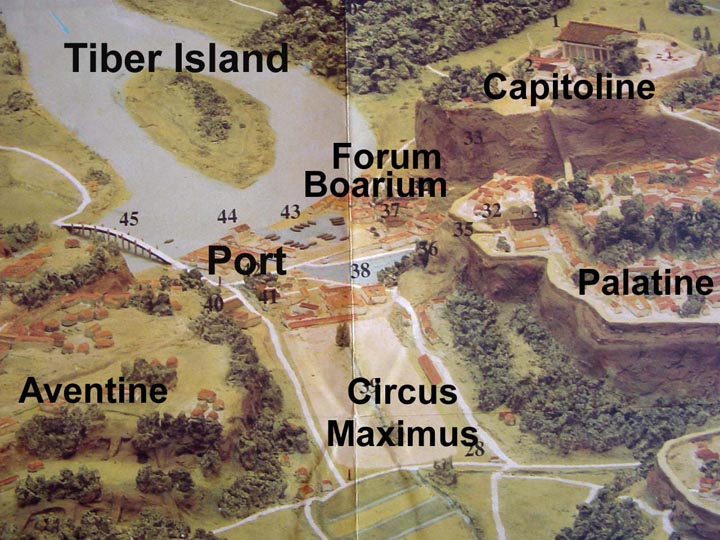 1
Tiber Island
2
Capitoline
33
Forum
Boarium
45
44
43
37
32
31
35
36
Port
38
Palatine
40
41
Aventine
Circus
Maximus
28